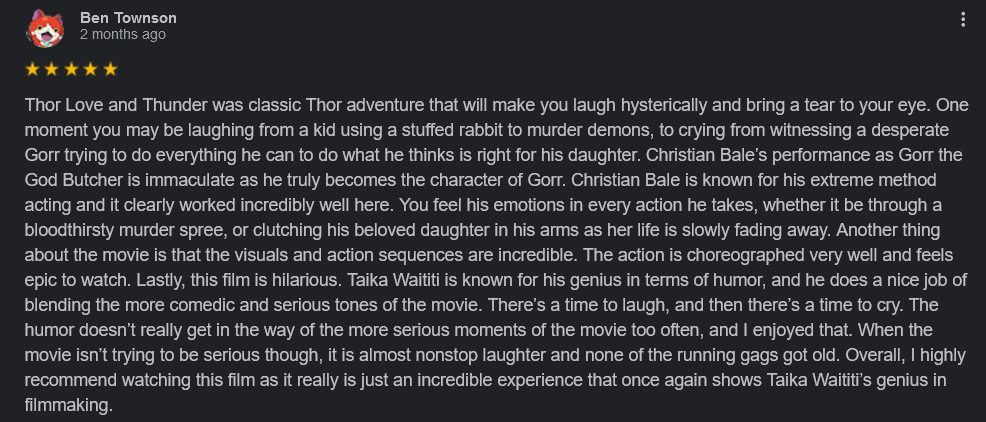 Ben Townson
2 months ago
Thor Love and Thunder was classic Thor adventure that will make you laugh hysterically and bring a tear to your eye. One
moment you may be laughing from a kid using a stuffed rabbit to murder demons, to crying from witnessing a desperate
Gorr trying to do everything he can to do what he thinks is right for his daughter. Christian Bale’s performance as Gorr the
God Butcher is immaculate as he truly becomes the character of Gorr. Christian Bale is known for his extreme method
acting and it clearly worked incredibly well here. You feel his emotions in every action he takes, whether it be through a
bloodthirsty murder spree, or clutching his beloved daughter in his arms as her life is slowly fading away. Another thing
about the movie is that the visuals and action sequences are incredible. The action is choreographed very well and feels
epic to watch. Lastly, this film is hilarious. Taika Waititi is known for his genius in terms of humor, and he does a nice job of
blending the more comedic and serious tones of the movie. There’s a time to laugh, and then there’s a time to cry. The
humor doesn’t really get in the way of the more serious moments of the movie too often, and I enjoyed that. When the
movie isn’t trying to be serious though, it is almost nonstop laughter and none of the running gags got old. Overall, I highly
recommend watching this film as it really is just an incredible experience that once again shows Taika Waititi’s genius in
filmmaking.